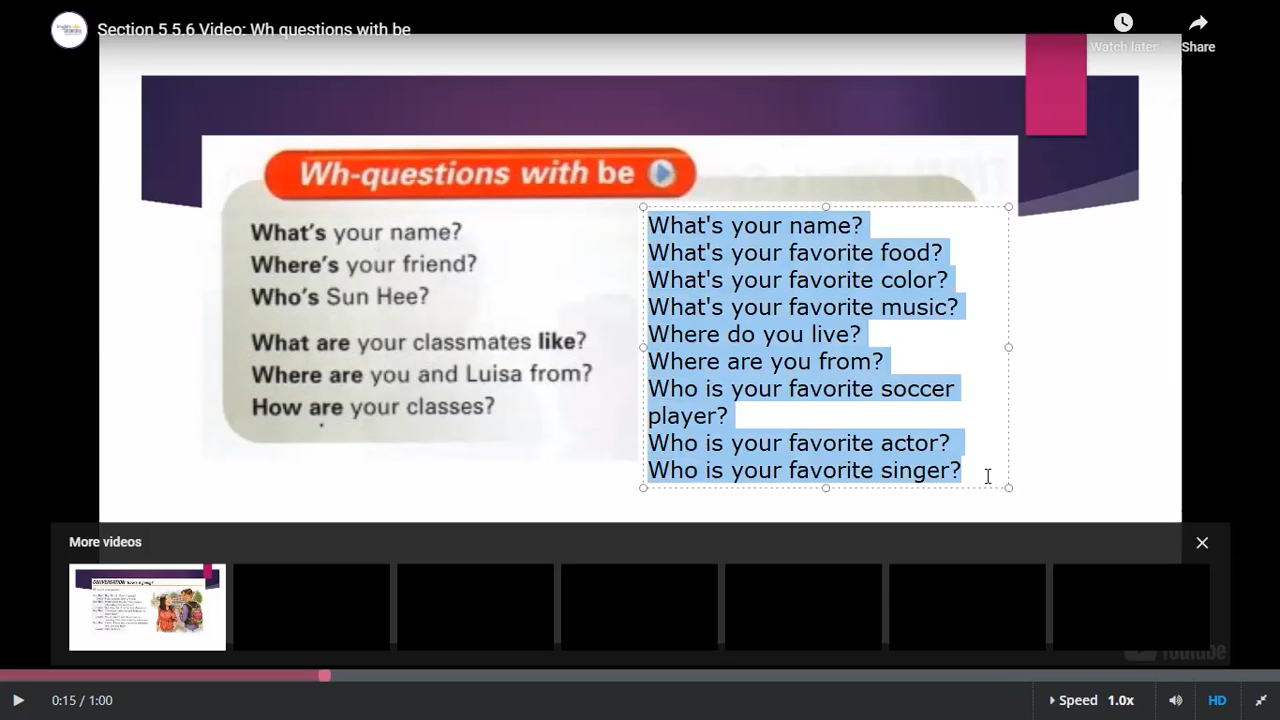 Section 5 5.6 Video: Wh questions with be
Watch later
Share
Wh-questions with be
What's your name?
Where's your friend?
Who's Sun Hee?
What are your classmates like?
Where are you and Luisa from?
How are your classes?
What's your name?
What's your favorite food?
What's your favorite color?
What's your favorite music?
Where do you live?
Where are you from?
Who is your favorite soccer
player?
Who is your favorite actor?
Who is your favorite singer?
More videos
YouTube
0:15 / 1:00
Speed 1.0x
HD